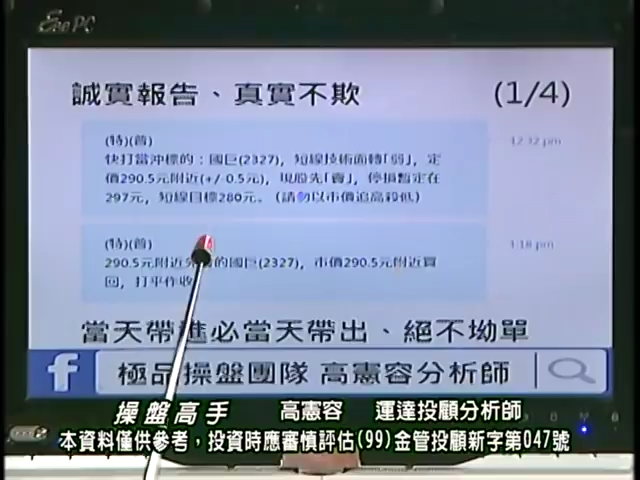 Eee PC
誠實報告、真實不欺 (1/4)
(特)(首)
12:32 pm
快打當沖標的：國巨(2327)，短線技術面轉「弱」，定
價290.5元附近(+/-0.5元)，現股先「賣」，停損暫定在
297元，短線目標280元。（請勿以市價追高殺低）
(特)(首)
1:18 pm
290.5元附近 的國巨(2327)，市價290.5元附近買
回，打平作收
當天帶進必當天帶出、絕不坳單
f 極品操盤團隊 高憲容分析師
操盤高手 高憲容 運達投顧分析師
本資料僅供參考，投資時應審慎評估(99)金管投顧新字第047號